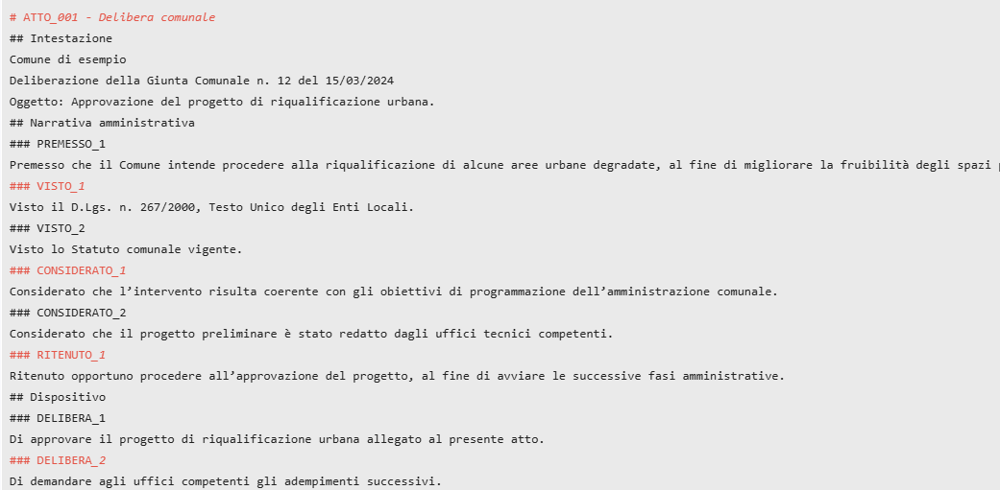 # ATTO_001 - Delibera comunale
## Intestazione
Comune di esempio
Deliberazione della Giunta Comunale n. 12 del 15/03/2024
Oggetto: Approvazione del progetto di riqualificazione urbana.
## Narrativa amministrativa
### PREMESSO_1
Premesso che il Comune intende procedere alla riqualificazione di alcune aree urbane degradate, al fine di migliorare la fruibilità degli spazi
### VISTO_1
Visto il D.Lgs. n. 267/2000, Testo Unico degli Enti Locali.
### VISTO_2
Visto lo Statuto comunale vigente.
### CONSIDERATO_1
Considerato che l’intervento risulta coerente con gli obiettivi di programmazione dell’amministrazione comunale.
### CONSIDERATO_2
Considerato che il progetto preliminare è stato redatto dagli uffici tecnici competenti.
### RITENUTO_1
Ritenuto opportuno procedere all’approvazione del progetto, al fine di avviare le successive fasi amministrative.
## Dispositivo
### DELIBERA_1
Di approvare il progetto di riqualificazione urbana allegato al presente atto.
### DELIBERA_2
Di demandare agli uffici competenti gli adempimenti successivi.